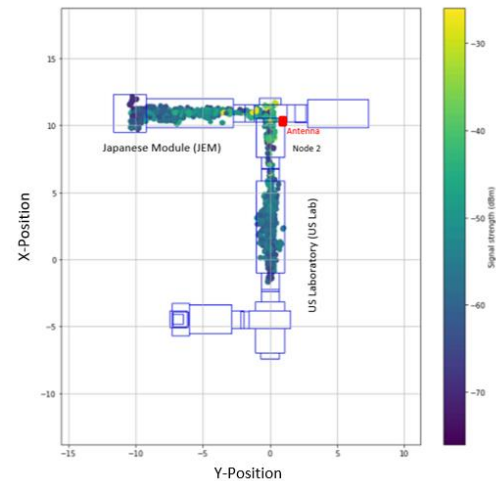 15
10
5
0
−5
−10
X-Position
Japanese Module (JEM)
Antenna
Node 2
US Laboratory (US Lab)
−15
−10
−5
0
5
10
Y-Position
−30
−40
−50
−60
−70
Signal strength (dBm)